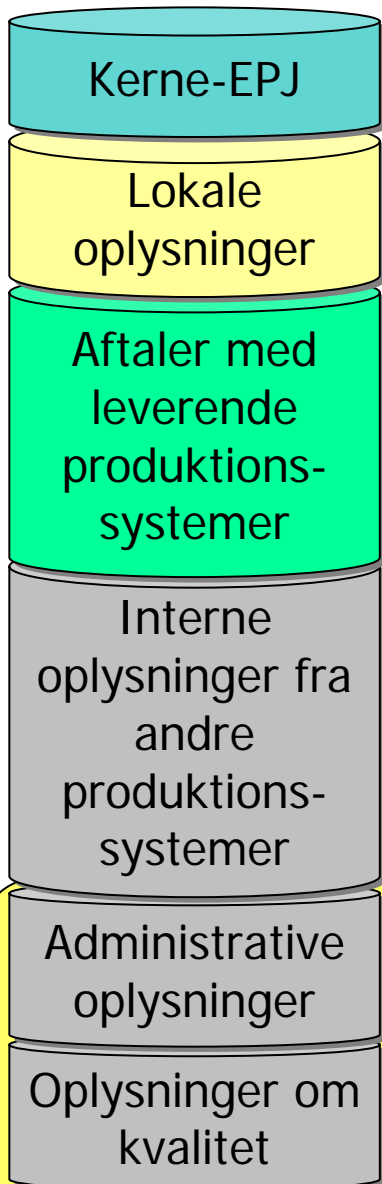 Kerne-EPJ
Lokale
oplysninger
Aftaler med
leverende
produktions-
systemer
Interne
oplysninger fra
andre
produktions-
systemer
Administrative
oplysninger
Oplysninger om
kvalitet